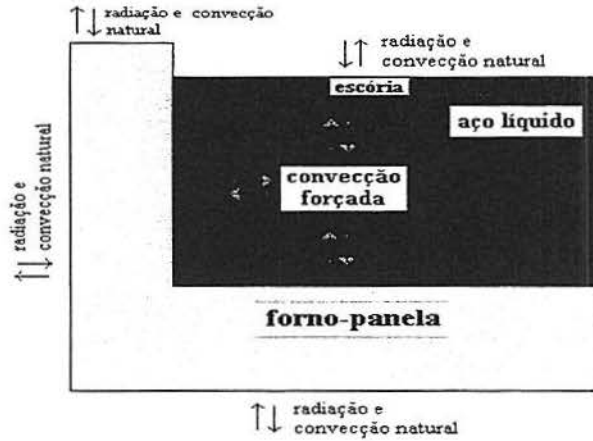 radiação e convecção
natural
radiação e
convecção natural
escória
aço líquido
convecção
forçada
radiação e
convecção natural
forno-panela
radiação e
convecção natural